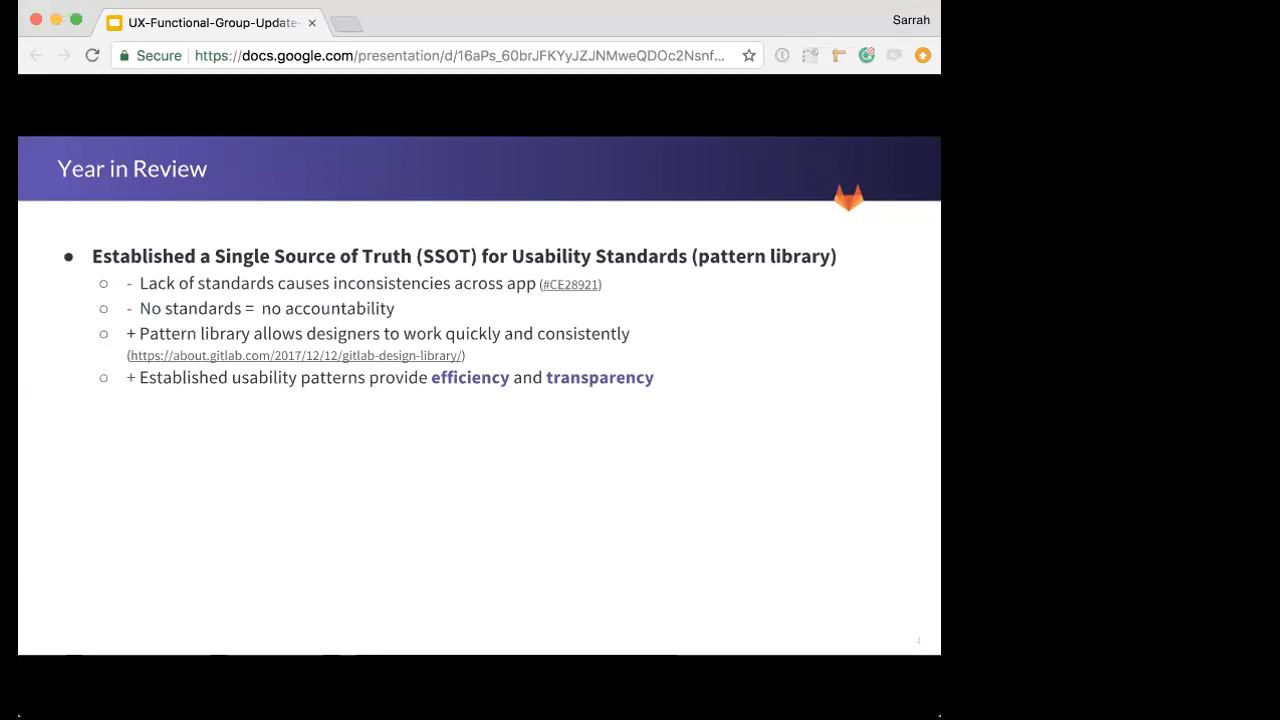 UX-Functional-Group-Update-
Sarrah
Secure https://docs.google.com/presentation/d/16aPs_60brJFKYyJZJNMweQDOc2Nsnf...
Year in Review
● Established a Single Source of Truth (SSOT) for Usability Standards (pattern library)
○ - Lack of standards causes inconsistencies across app (#CE28921)
○ - No standards = no accountability
○ + Pattern library allows designers to work quickly and consistently
(https://about.gitlab.com/2017/12/12/gitlab-design-library/)
○ + Established usability patterns provide efficiency and transparency
4